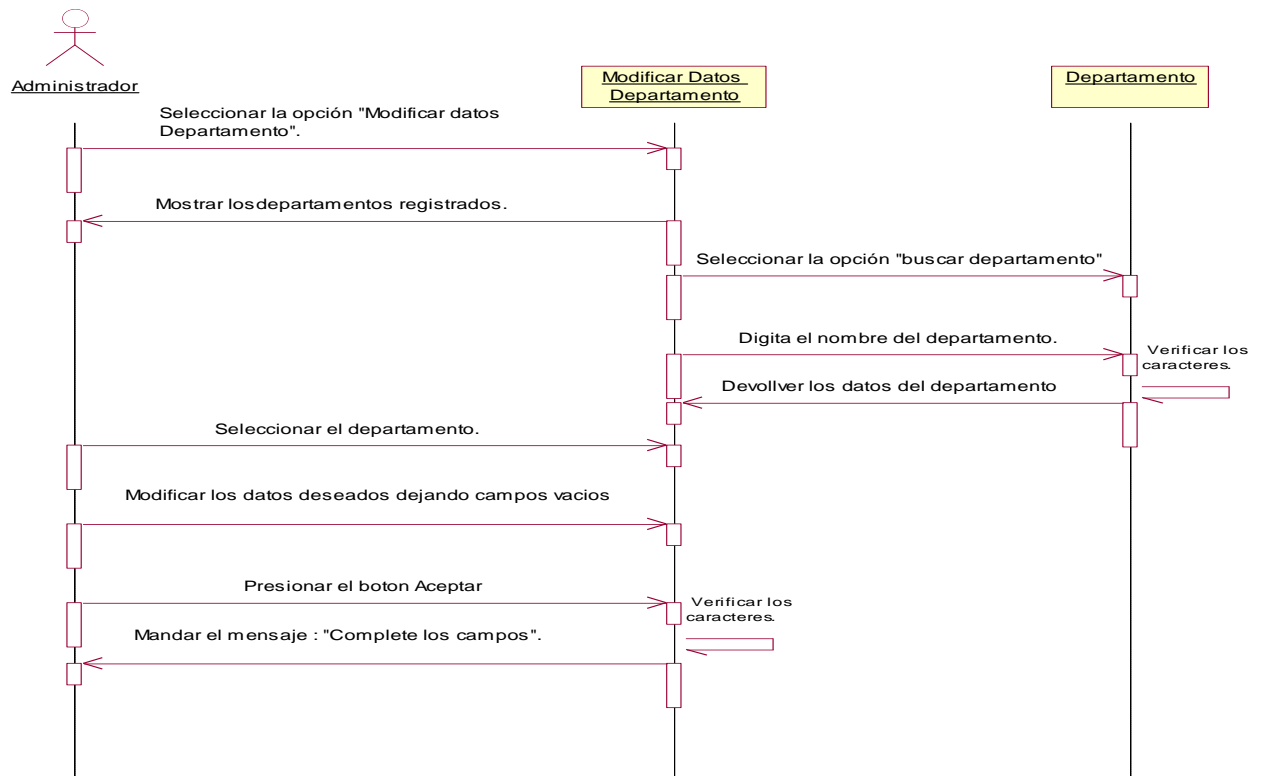 Administrador
Modificar Datos
Departamento
Departamento
Seleccionar la opción "Modificar datos
Departamento".
Mostrar losdepartamentos registrados.
Seleccionar la opción "buscar departamento"
Digita el nombre del departamento.
Verificar los
caracteres.
Devollver los datos del departamento
Seleccionar el departamento.
Modificar los datos deseados dejando campos vacios
Presionar el boton Aceptar
Verificar los
caracteres.
Mandar el mensaje : "Complete los campos".